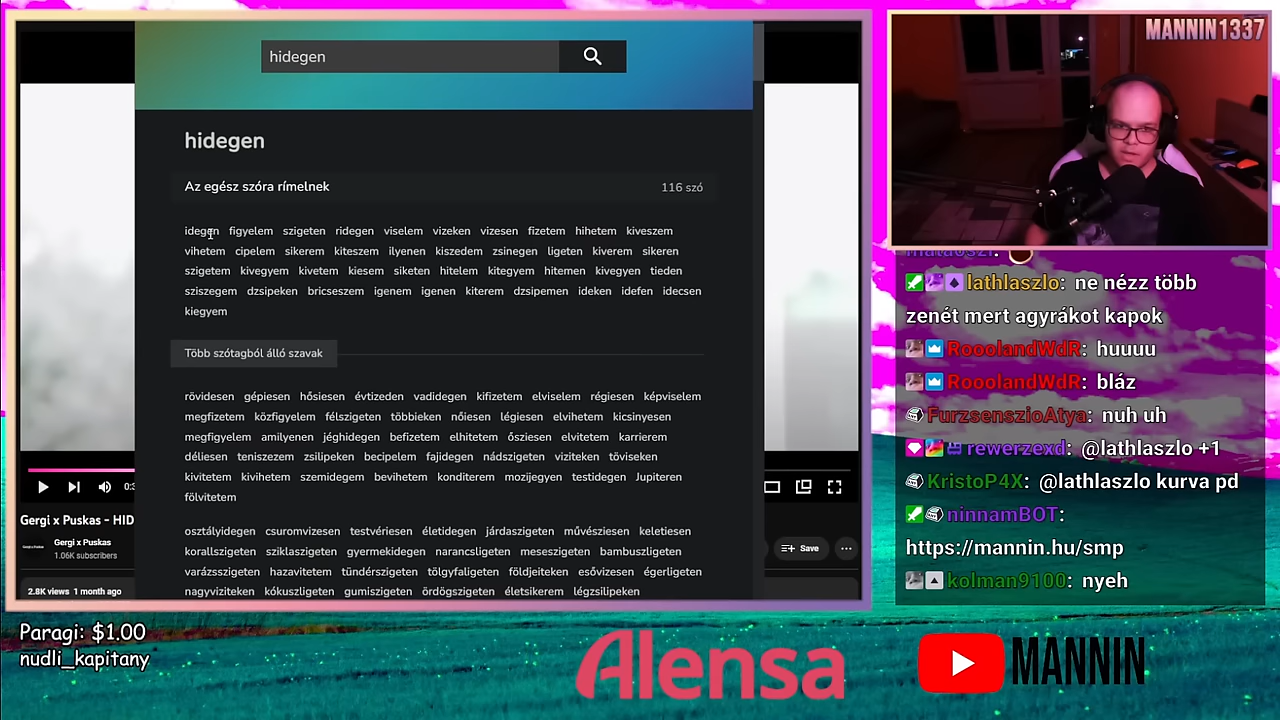 hidegen
hidegen
Az egész szóra rímelnek
116 szó
idegen figyelem szigeten ridegen viselem vizeken vizesen fizetem hihetem kiveszem
vihetem cipelem sikerem kiteszem ilyenen kiszedem zsinegen ligeten kiverem sikeren
szigetem kivegyem kivetem kiesem siketen hitelem kitegyem hitemen kivegyen tieden
sziszegen dzsipeken bricseszem igenem igenen kiterem dzsipemen ideken idefen idecsen
kiegyem
Több szótagból álló szavak
rövidesen gépiesen hősiesen évtizeden vadidegen kifizetem elviselem régiesen képviselem
megfizetem közfigyelem félszigeten többieken nőiesen légiesen elvihetem kicsinyesen
megfigyelem amilyenen jéghidegen befizetem elhitetem ősziesen elvitetem karrierem
déliesen teniszezem zsilipeken becipelem fajidegen nádszigeten viziteken töviseken
kivitetem kivihetem szemidegem bevihetem konditerem mozijegyen testidegen Jupiteren
fölvitetem
osztályidegen csuromvizesen testvériesen életidegen járdaszigeten művésziesen keletiesen
korallszigeten sziklaszigeten gyermekidegen narancsligeten meseszigeten bambuszligeten
varázsszigeten hazavitetem tündérszigeten tölgyfaligeten földjeiteken esővizesen égerligeten
nagyviziteken kókuszligeten gumiszigeten ördögszigeten életsikerem légzsilipeken
0:3
Gergi x Puskas - HID
Gergi x Puskas
1.06K subscribers
Save
2.8K views 1 month ago
MANNIN1337
lathlaszlo: ne nézz több
zenét mert agyrákot kapok
RooolandWdR: huuuu
RooolandWdR: bláz
FurzsenszioAtya: nuh uh
rewerzexd: @lathlaszlo +1
KristoP4X: @lathlaszlo kurva pd
ninnamBOT:
https://mannin.hu/smp
kolman9100: nyeh
Paragi: $1.00
nudli_kapitany
Alensa
MANNIN